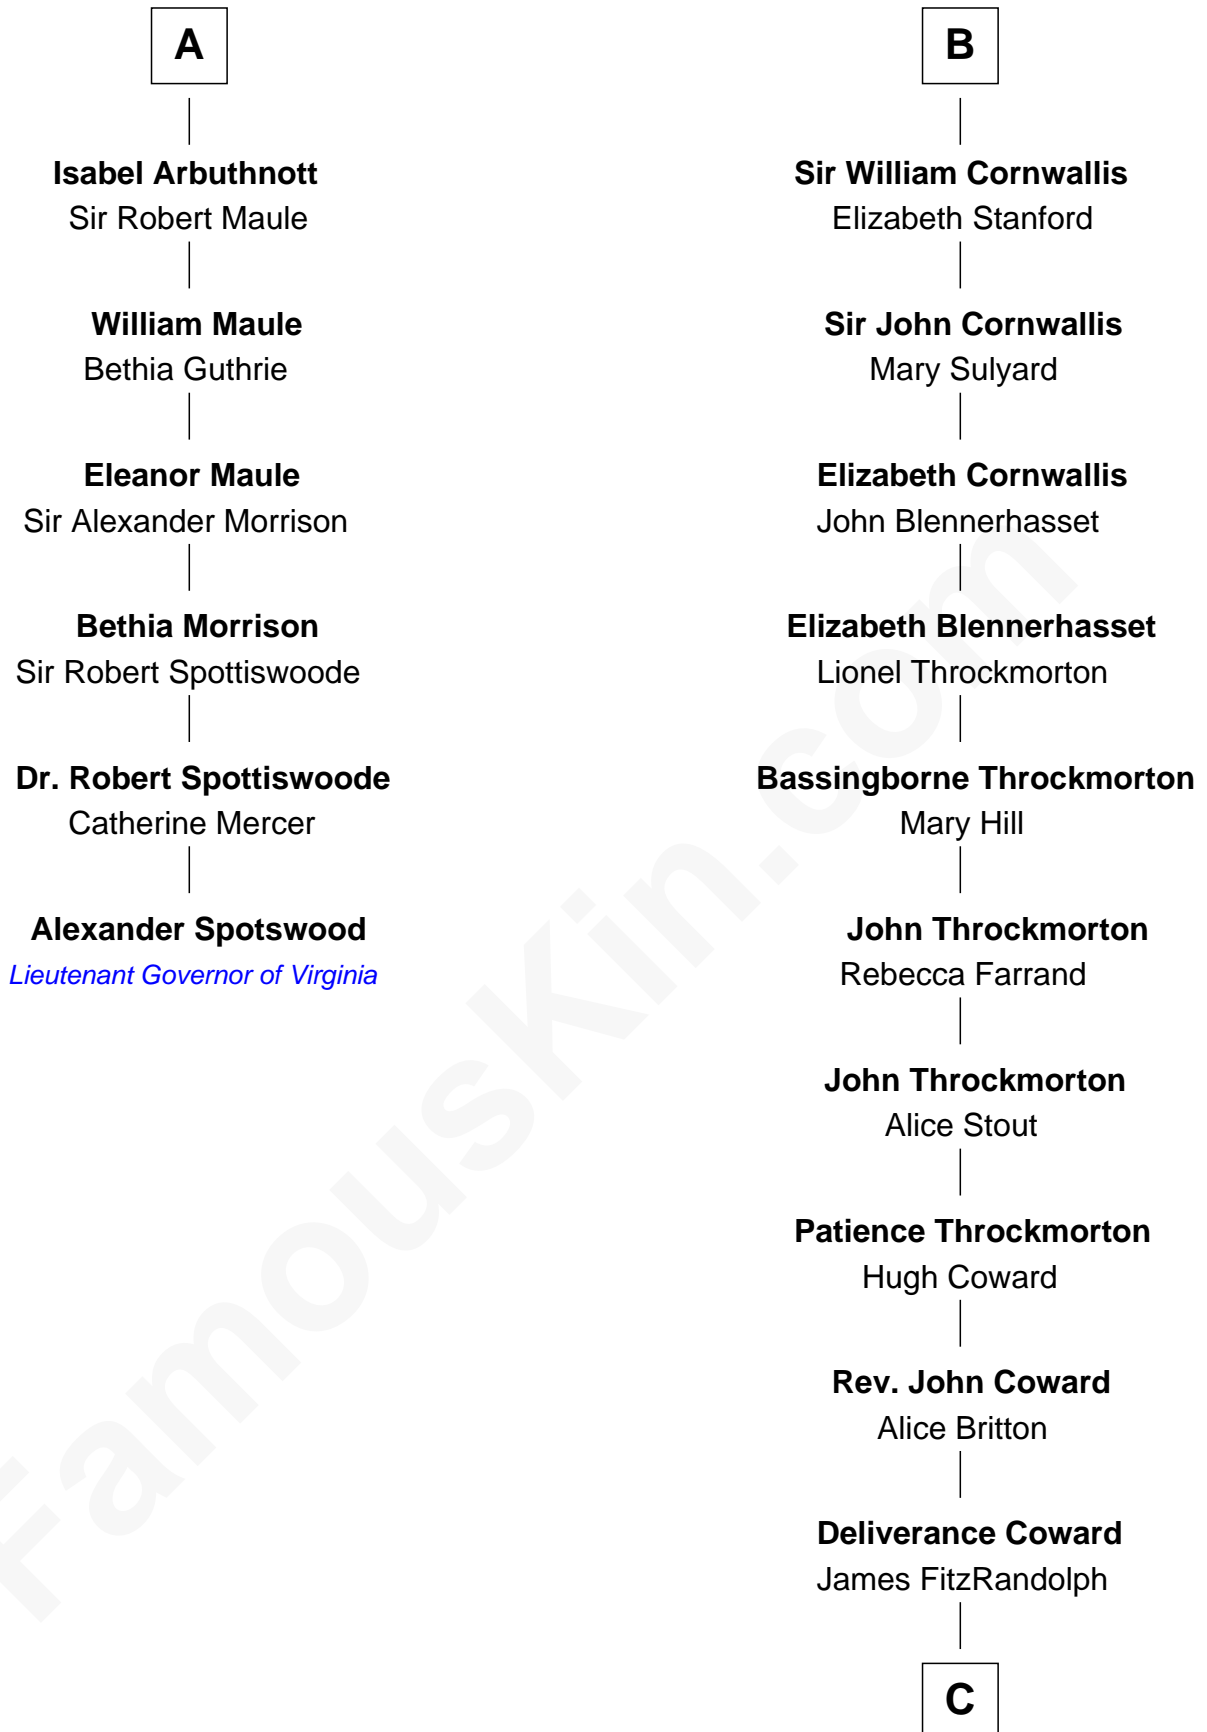 A
Isabel Arbuthnott
Sir Robert Maule
William Maule
Bethia Guthrie
Eleanor Maule
Sir Alexander Morrison
Bethia Morrison
Sir Robert Spottiswoode
Dr. Robert Spottiswoode
Catherine Mercer
Alexander Spotswood
Lieutenant Governor of Virginia
B
Sir William Cornwallis
Elizabeth Stanford
Sir John Cornwallis
Mary Sulyard
Elizabeth Cornwallis
John Blennerhasset
Elizabeth Blennerhasset
Lionel Throckmorton
Bassingborne Throckmorton
Mary Hill
John Throckmorton
Rebecca Farrand
John Throckmorton
Alice Stout
Patience Throckmorton
Hugh Coward
Rev. John Coward
Alice Britton
Deliverance Coward
James FitzRandolph
C
FamousKin.com